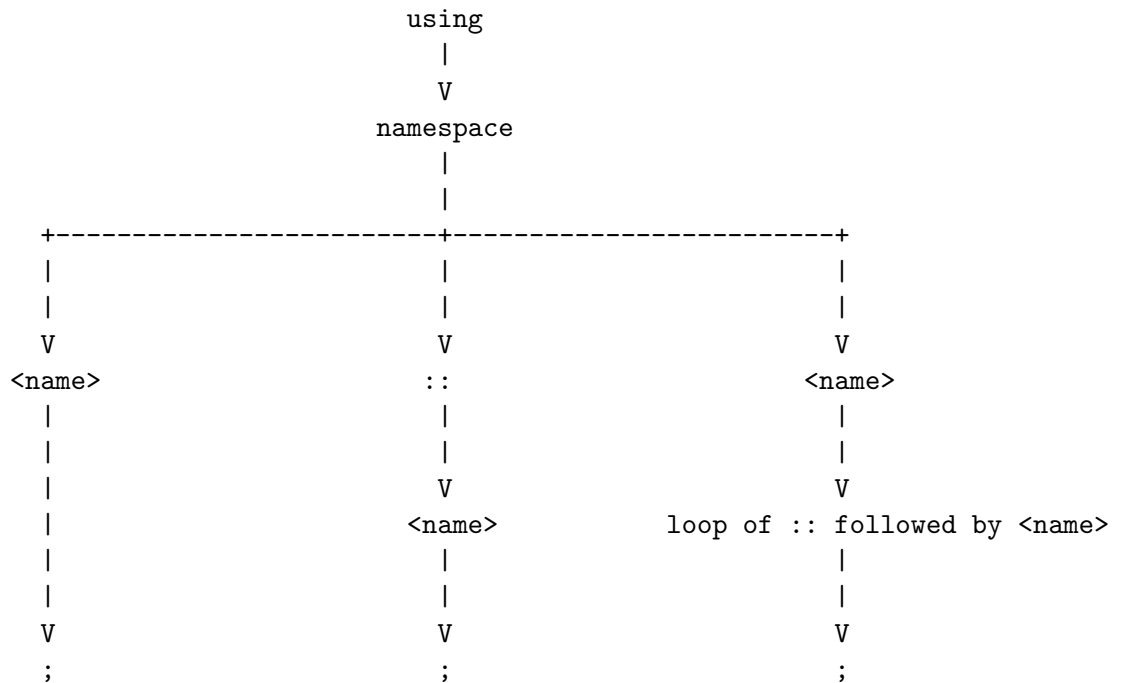 using
                            |
                            V
                        namespace
                            |
                            |
  +-------------------------+-------------------------+
  |                         |                         |
  |                         |                         |
  V                         V                         V
<name>                      ::                      <name>
  |                         |                         |
  |                         |                         |
  |                         V                         V
  |                       <name>           loop of :: followed by <name>
  |                         |                         |
  |                         |                         |
  V                         V                         V
  ;                         ;                         ;